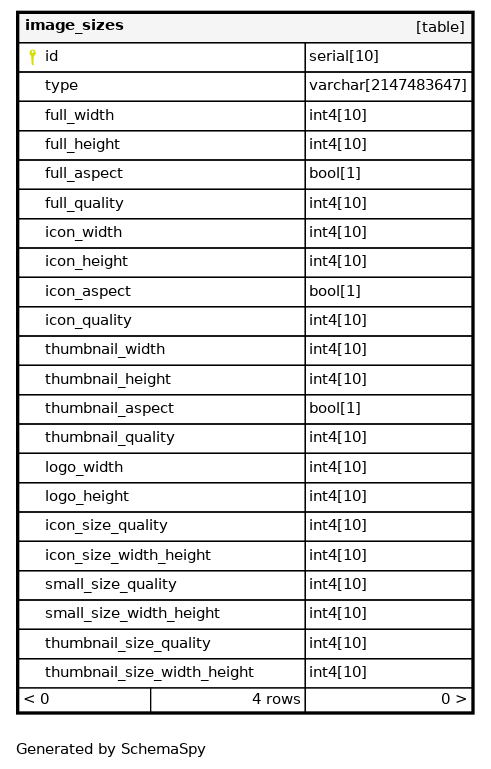 image_sizes [table]
id serial[10]
type varchar[2147483647]
full_width int4[10]
full_height int4[10]
full_aspect bool[1]
full_quality int4[10]
icon_width int4[10]
icon_height int4[10]
icon_aspect bool[1]
icon_quality int4[10]
thumbnail_width int4[10]
thumbnail_height int4[10]
thumbnail_aspect bool[1]
thumbnail_quality int4[10]
logo_width int4[10]
logo_height int4[10]
icon_size_quality int4[10]
icon_size_width_height int4[10]
small_size_quality int4[10]
small_size_width_height int4[10]
thumbnail_size_quality int4[10]
thumbnail_size_width_height int4[10]
< 0 4 rows 0 >
Generated by SchemaSpy